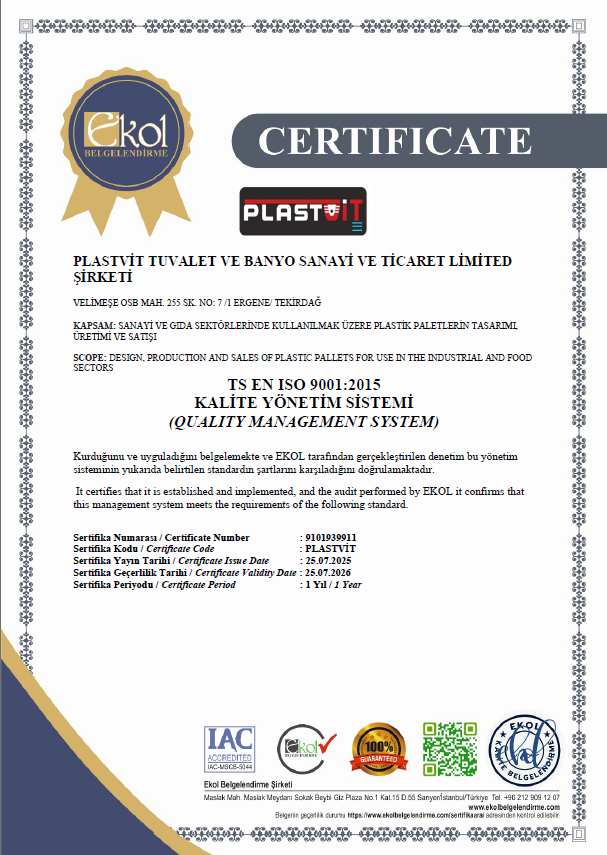 Ekol
BELGELENDİRME
CERTIFICATE
PLASTVİT
PLASTVİT TUVALET VE BANYO SANAYİ VE TİCARET LİMİTED
ŞİRKETİ
VELİMEŞE OSB MAH. 255 SK. NO: 7 /1 ERGENE/ TEKİRDAĞ
KAPSAM: SANAYİ VE GIDA SEKTÖRLERİNDE KULLANILMAK ÜZERE PLASTİK PALETLERİN TASARIMI,
ÜRETİMİ VE SATIŞI
SCOPE: DESIGN, PRODUCTION AND SALES OF PLASTIC PALLETS FOR USE IN THE INDUSTRIAL AND FOOD
SECTORS
TS EN ISO 9001:2015
KALİTE YÖNETİM SİSTEMİ
(QUALITY MANAGEMENT SYSTEM)
Kurduğunu ve uyguladığını belgelemekte ve EKOL tarafından gerçekleştirilen denetim bu yönetim
sisteminin yukarıda belirtilen standardın şartlarını karşıladığını doğrulamaktadır.
It certifies that it is established and implemented, and the audit performed by EKOL it confirms that
this management system meets the requirements of the following standard.
Sertifika Numarası / Certificate Number : 9101939911
Sertifika Kodu / Certificate Code : PLASTVİT
Sertifika Yayın Tarihi / Certificate Issue Date : 25.07.2025
Sertifika Geçerlilik Tarihi / Certificate Validity Date : 25.07.2026
Sertifika Periyodu / Certificate Period : 1 Yıl / 1 Year
IAC
ACCREDITED
IAC-MSCB-5044
Ekol
100%
GUARANTEED
EKOL
KALİTE BELGELENDİRME
Ekol Belgelendirme Şirketi
Maslak Mah. Maslak Meydanı Sokak Beybi Giz Plaza No.1 Kat.15 D.55 Sarıyer/İstanbul/Türkiye Tel. +90 212 909 12 07
www.ekolbelgelendirme.com
Belgenin geçerlilik durumu https://www.ekolbelgelendirme.com/sertifikaara/ adresinden kontrol edilebilir.